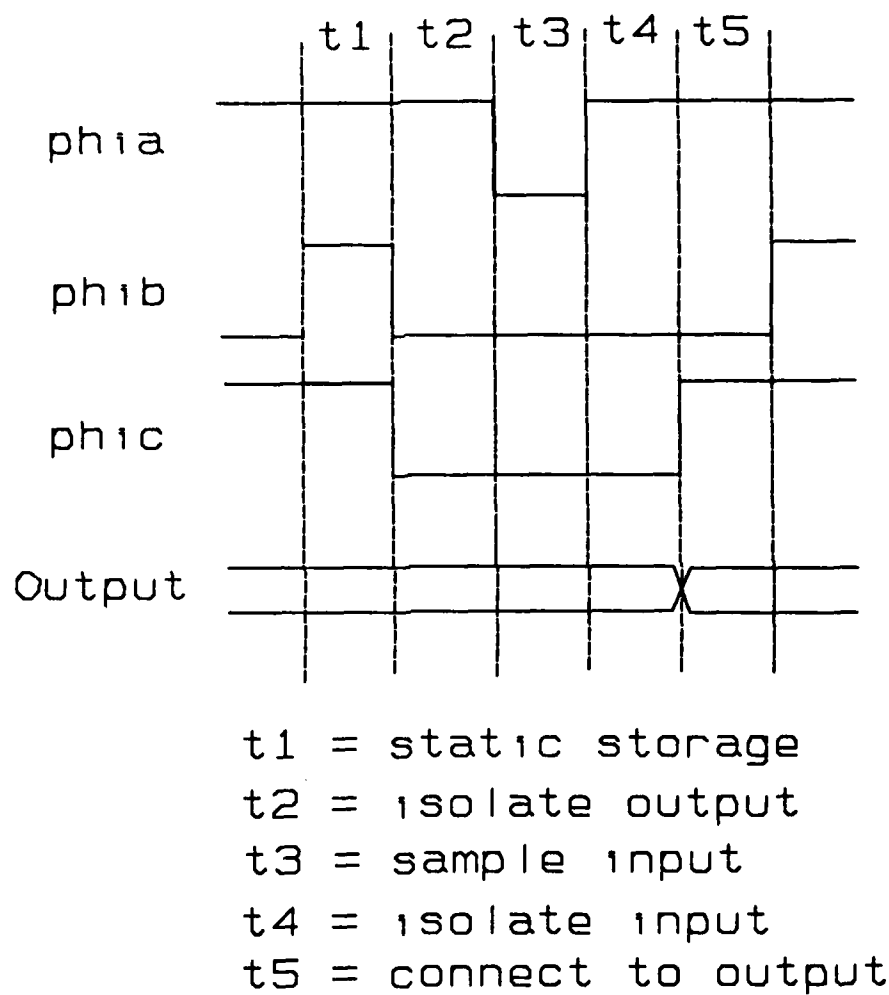 t1 t2 t3 t4 t5
phia
phib
phic
Output
t1 = static storage
t2 = isolate output
t3 = sample input
t4 = isolate input
t5 = connect to output